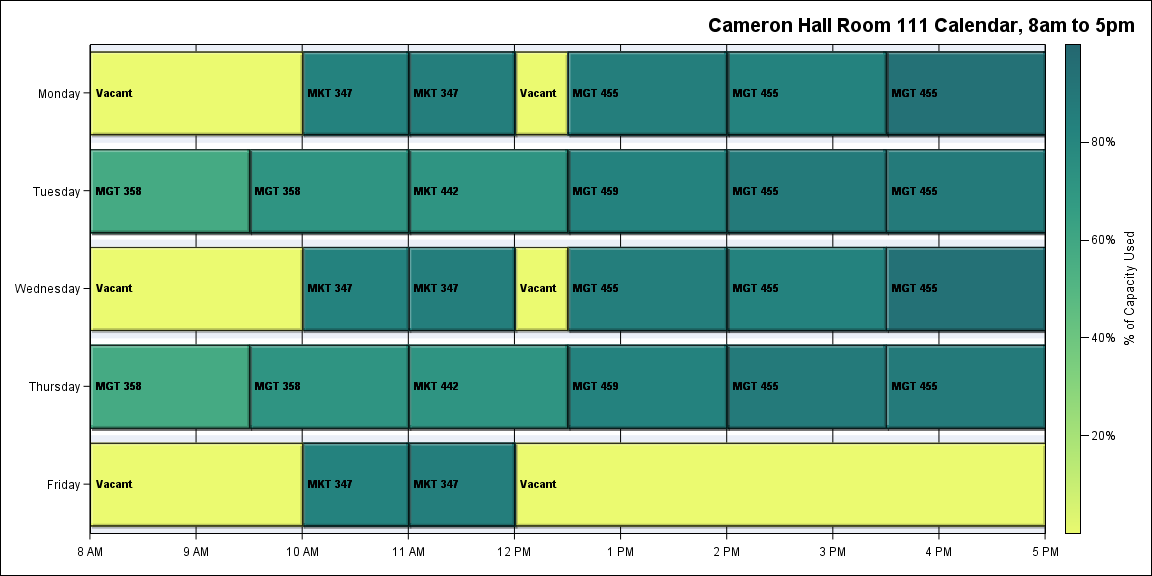 Cameron Hall Room 111 Calendar, 8am to 5pm
Monday
Vacant
MKT 347
MKT 347
Vacant
MGT 455
MGT 455
MGT 455
Tuesday
MGT 358
MGT 358
MKT 442
MGT 459
MGT 455
MGT 455
Wednesday
Vacant
MKT 347
MKT 347
Vacant
MGT 455
MGT 455
MGT 455
Thursday
MGT 358
MGT 358
MKT 442
MGT 459
MGT 455
MGT 455
Friday
Vacant
MKT 347
MKT 347
Vacant
8 AM
9 AM
10 AM
11 AM
12 PM
1 PM
2 PM
3 PM
4 PM
5 PM
80%
60%
40%
20%
% of Capacity Used